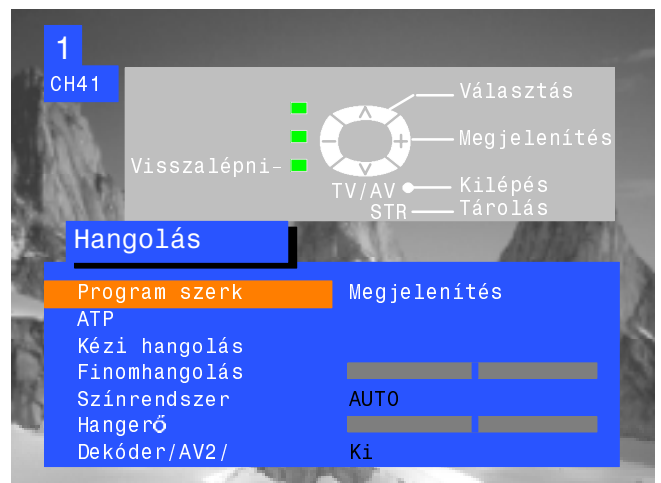 1
CH41
Választás
Megjelenítés
Visszalépni
TV/AV Kilépés
STR Tárolás
Hangolás
Program szerk Megjelenítés
ATP
Kézi hangolás
Finomhangolás
Színrendszer AUTO
Hangerő
Dekóder/AV2/ Ki